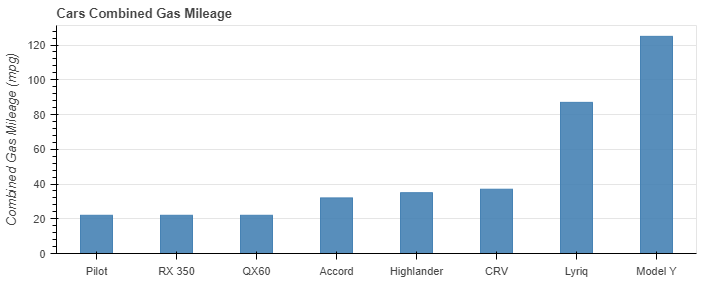 Cars Combined Gas Mileage
Combined Gas Mileage (mpg)
120
100
80
60
40
20
0
Pilot RX 350 QX60 Accord Highlander CRV Lyriq Model Y